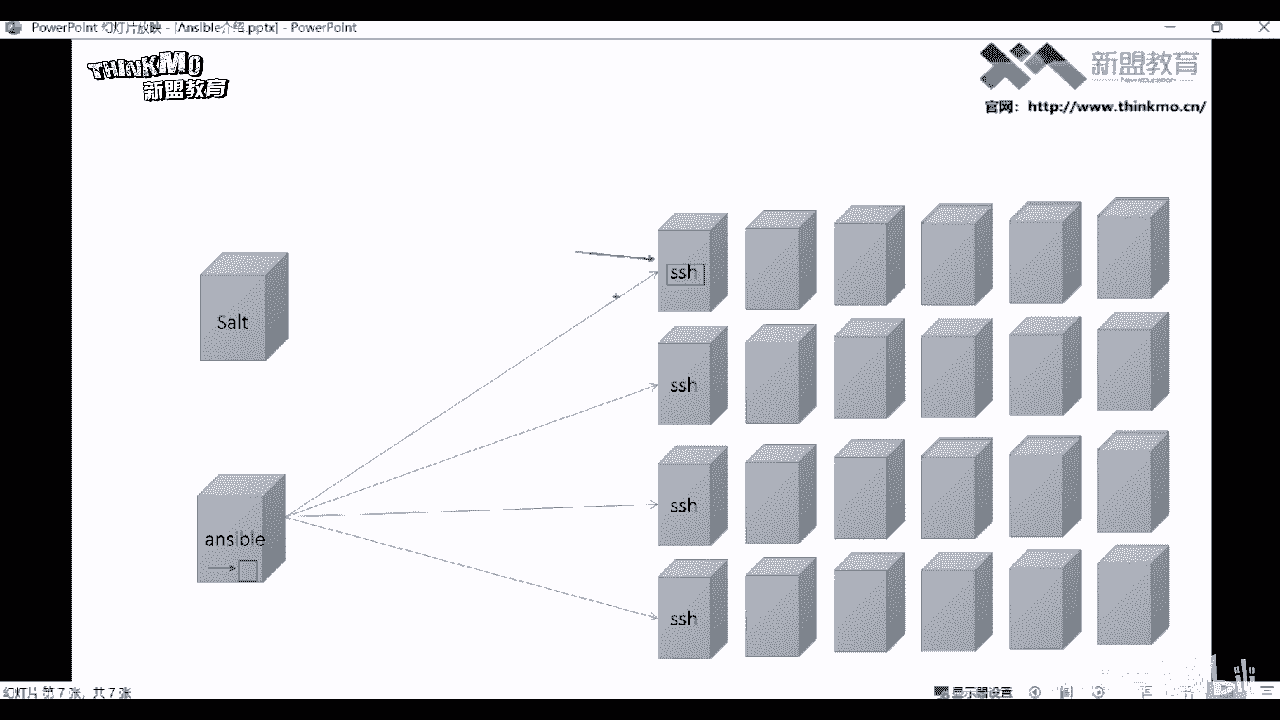 PowerPoint 幻灯片放映 - [Ansible介绍.pptx] - PowerPoint
THINKMO
新盟教育
新盟教育
官网：http://www.thinkmo.cn/
Salt
ansible
ssh
ssh
ssh
ssh
幻灯片 第 7 张，共 7 张
显示器设置